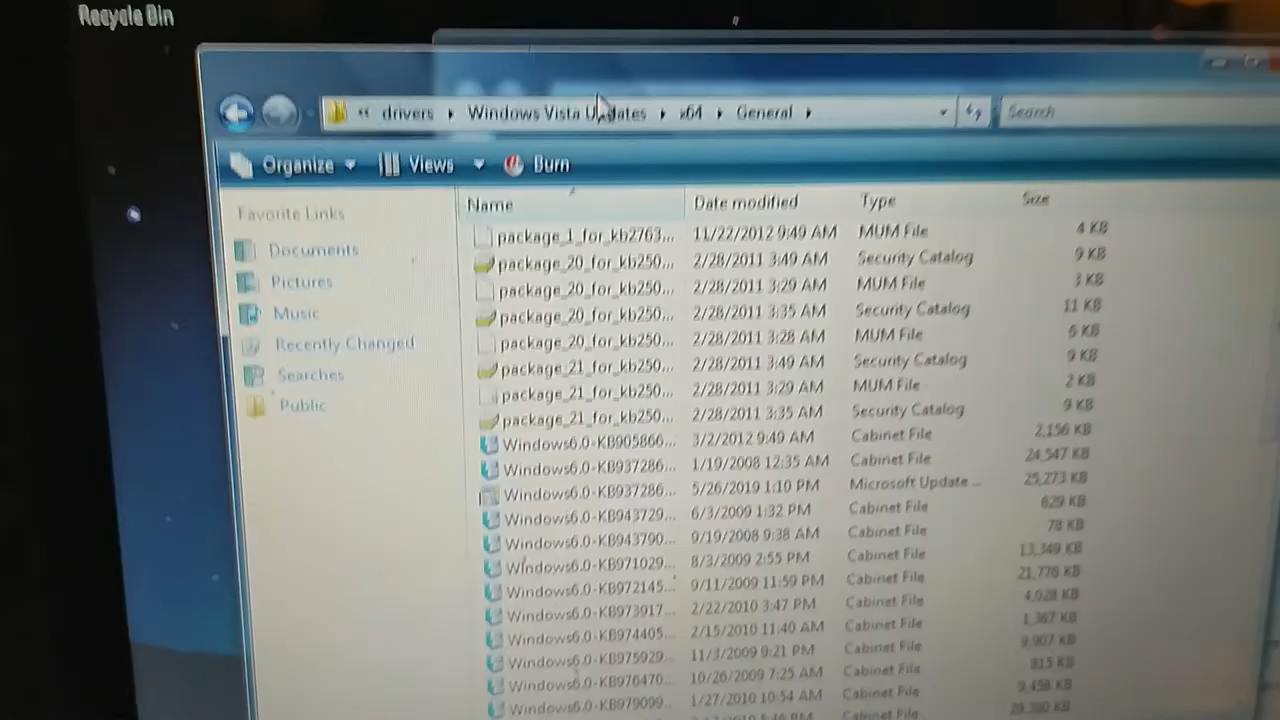 Recycle Bin
« drivers ▸ Windows Vista Updates ▸ x64 ▸ General ▸ Search
Organize Views Burn
Favorite Links
Documents
Pictures
Music
Recently Changed
Searches
Public
Name Date modified Type Size
package_1_for_kb2763... 11/22/2012 9:49 AM MUM File 4 KB
package_20_for_kb250... 2/28/2011 3:49 AM Security Catalog 9 KB
package_20_for_kb250... 2/28/2011 3:29 AM MUM File 3 KB
package_20_for_kb250... 2/28/2011 3:35 AM Security Catalog 11 KB
package_20_for_kb250... 2/28/2011 3:28 AM MUM File 6 KB
package_21_for_kb250... 2/28/2011 3:49 AM Security Catalog 9 KB
package_21_for_kb250... 2/28/2011 3:29 AM MUM File 2 KB
package_21_for_kb250... 2/28/2011 3:35 AM Security Catalog 9 KB
Windows6.0-KB905866... 3/2/2012 9:49 AM Cabinet File 2,156 KB
Windows6.0-KB937286... 1/19/2008 12:35 AM Cabinet File 24,547 KB
Windows6.0-KB937286... 5/26/2019 1:10 PM Microsoft Update ... 25,273 KB
Windows6.0-KB943729... 6/3/2009 1:32 PM Cabinet File 629 KB
Windows6.0-KB943790... 9/19/2008 9:38 AM Cabinet File 78 KB
Windows6.0-KB971029... 8/3/2009 2:55 PM Cabinet File 13,349 KB
Windows6.0-KB972145... 9/11/2009 11:59 PM Cabinet File 21,776 KB
Windows6.0-KB973917... 2/22/2010 3:47 PM Cabinet File 4,028 KB
Windows6.0-KB974405... 2/15/2010 11:40 AM Cabinet File 1,367 KB
Windows6.0-KB975929... 11/3/2009 9:21 PM Cabinet File 9,907 KB
Windows6.0-KB976470... 10/26/2009 7:25 AM Cabinet File 815 KB
Windows6.0-KB979099... 1/27/2010 10:54 AM Cabinet File 9,458 KB
Cabinet File